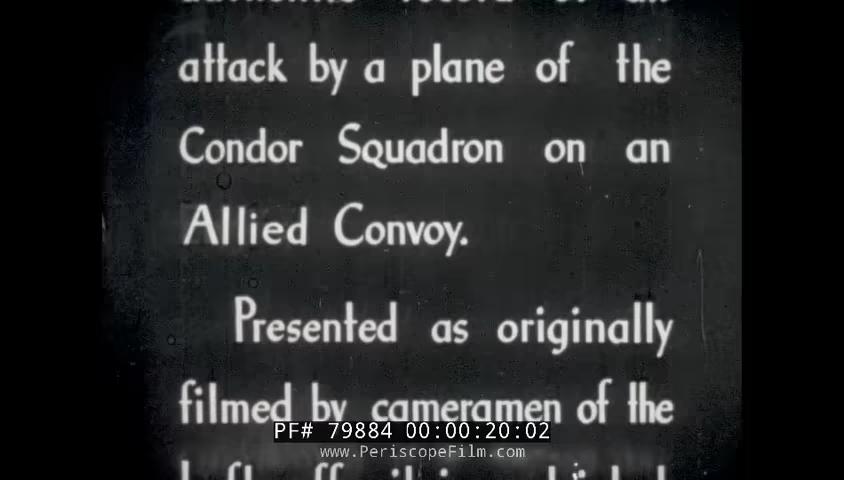 attack by a plane of the
Condor Squadron on an
Allied Convoy.
Presented as originally
filmed by cameramen of the
PF# 79884 00:00:20:02
www.PeriscopeFilm.com